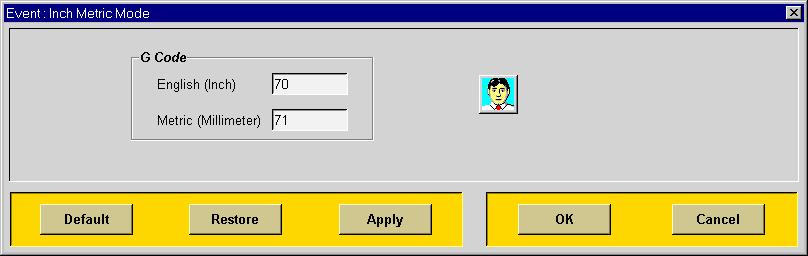 Event : Inch Metric Mode
G Code
English (Inch) 70
Metric (Millimeter) 71
Default Restore Apply OK Cancel